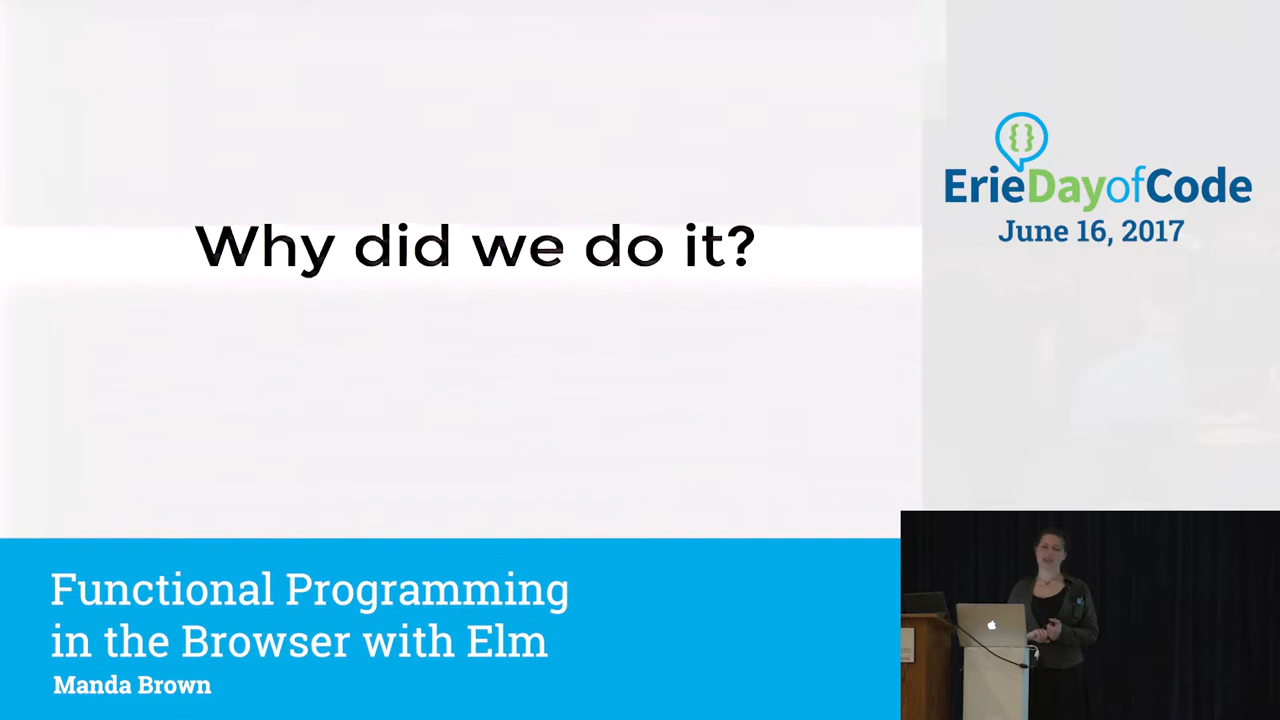 Why did we do it?
{}
ErieDayofCode
June 16, 2017
Functional Programming
in the Browser with Elm
Manda Brown